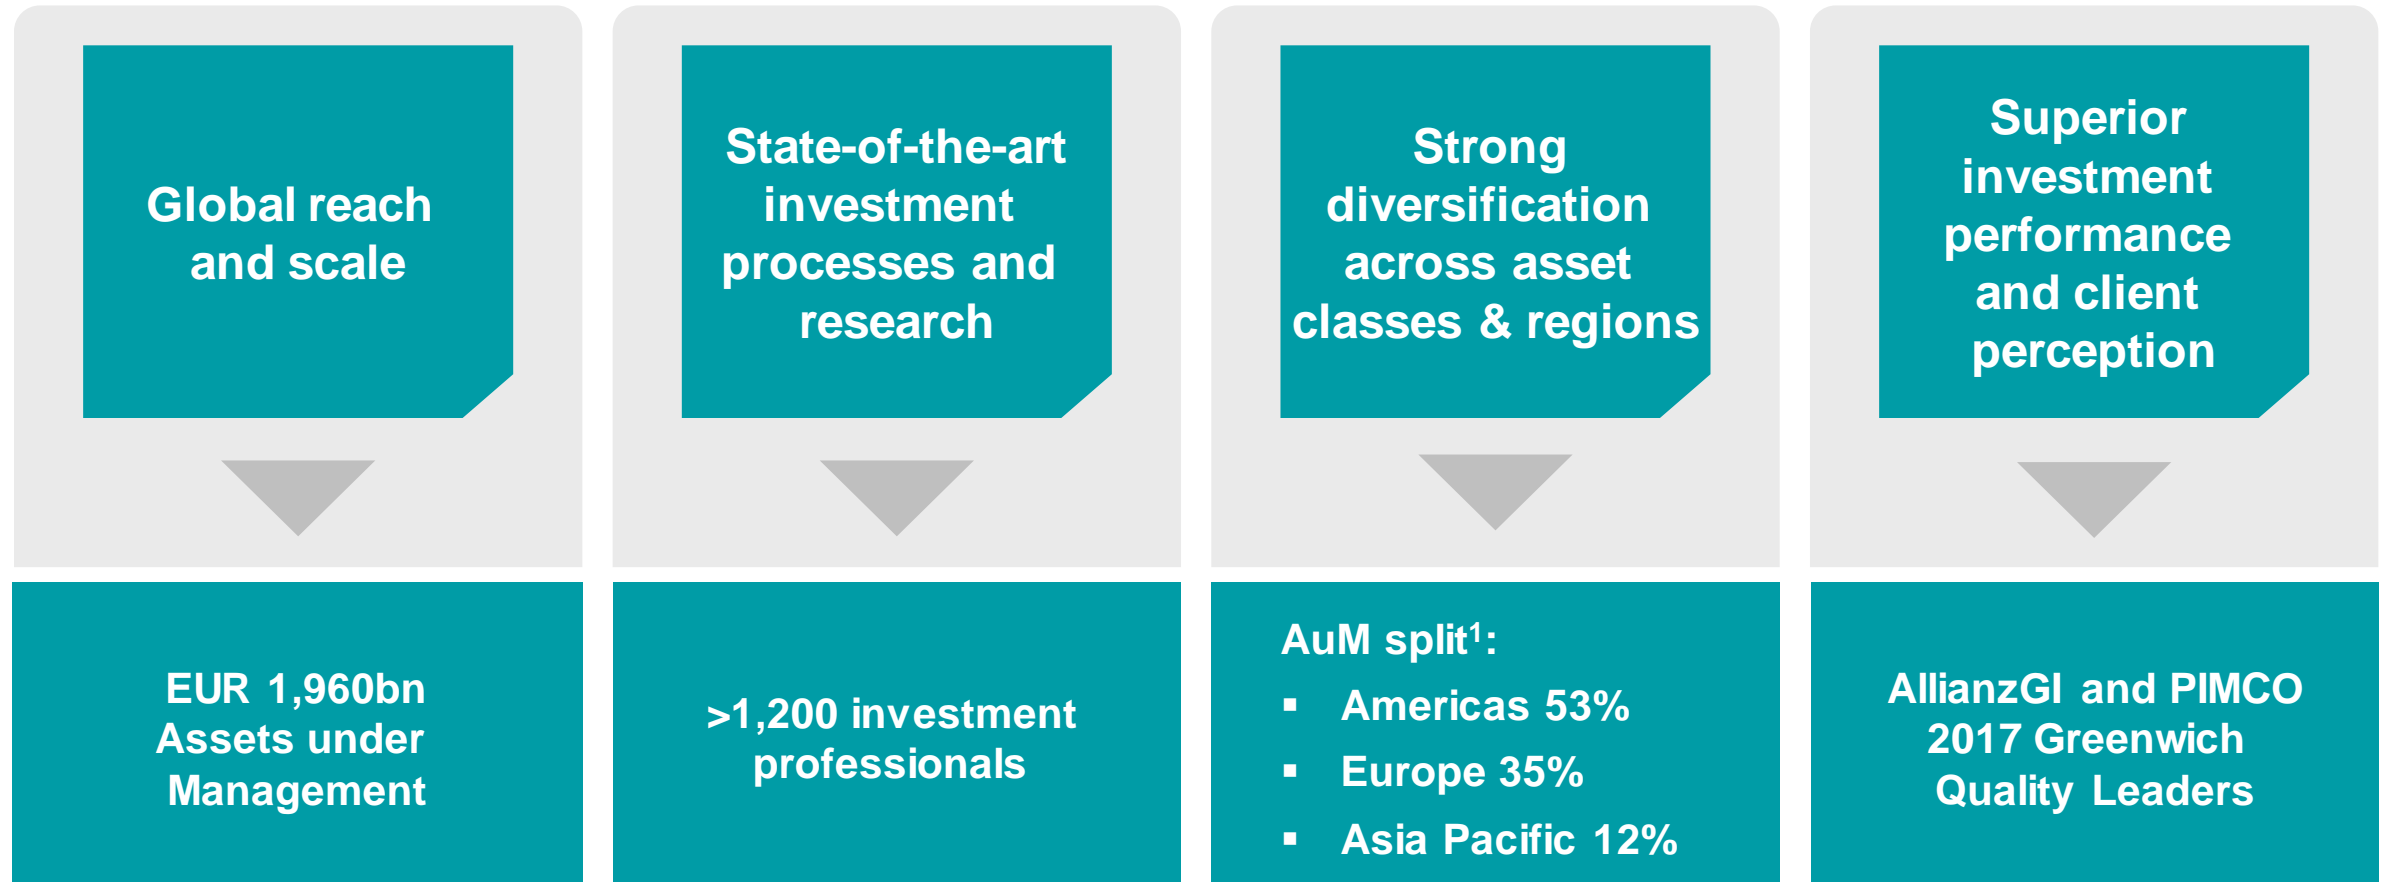 Global reach
and scale
EUR 1,960bn
Assets under
Management
State-of-the-art
investment
processes and
research
>1,200 investment
professionals
Strong
diversification
across asset
classes & regions
AuM split¹:
▪ Americas 53%
▪ Europe 35%
▪ Asia Pacific 12%
Superior
investment
performance
and client
perception
AllianzGI and PIMCO
2017 Greenwich
Quality Leaders